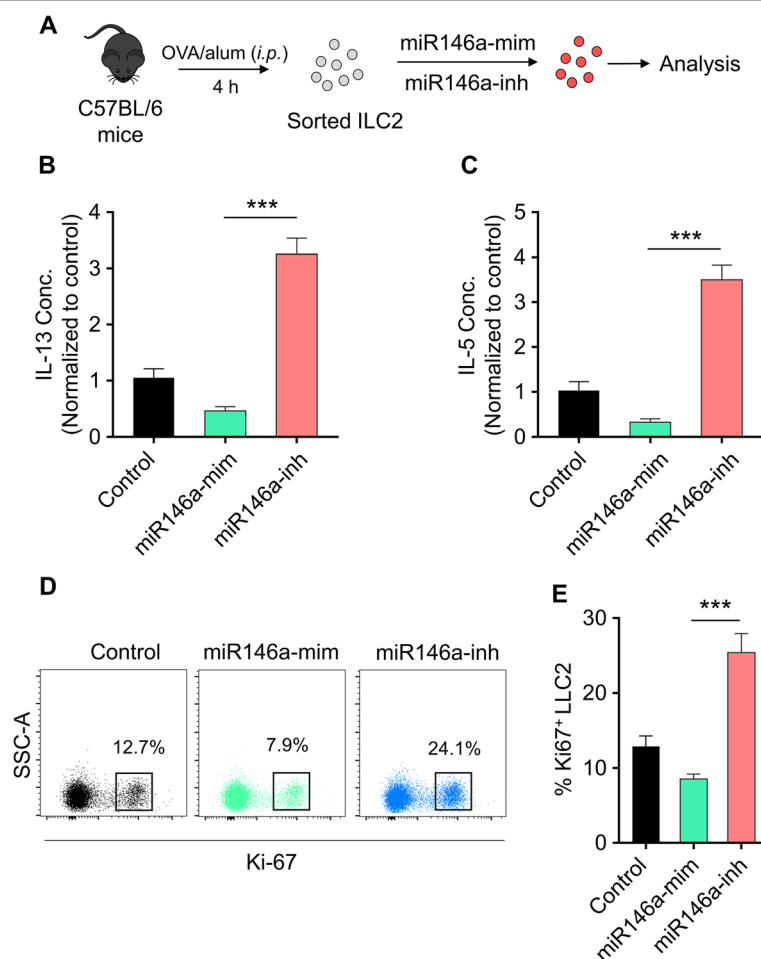 A
C57BL/6
mice
OVA/alum (i.p.)
4 h
Sorted ILC2
miR146a-mim
miR146a-inh
Analysis
B
IL-13 Conc.
(Normalized to control)
4
3
2
1
0
***
Control
miR146a-mim
miR146a-inh
C
IL-5 Conc.
(Normalized to control)
5
4
3
2
1
0
***
Control
miR146a-mim
miR146a-inh
D
Control
miR146a-mim
miR146a-inh
SSC-A
12.7%
7.9%
24.1%
Ki-67
E
% Ki67+ LLC2
30
20
10
0
***
Control
miR146a-mim
miR146a-inh